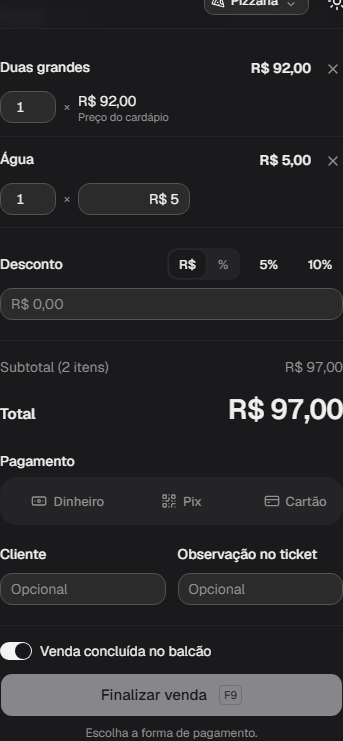 Pizzaria
Duas grandes R$ 92,00 ×
1 × R$ 92,00
Preço do cardápio
Água R$ 5,00 ×
1 × R$ 5
Desconto R$ % 5% 10%
R$ 0,00
Subtotal (2 itens) R$ 97,00
Total R$ 97,00
Pagamento
Dinheiro Pix Cartão
Cliente Observação no ticket
Opcional Opcional
Venda concluída no balcão
Finalizar venda F9
Escolha a forma de pagamento.